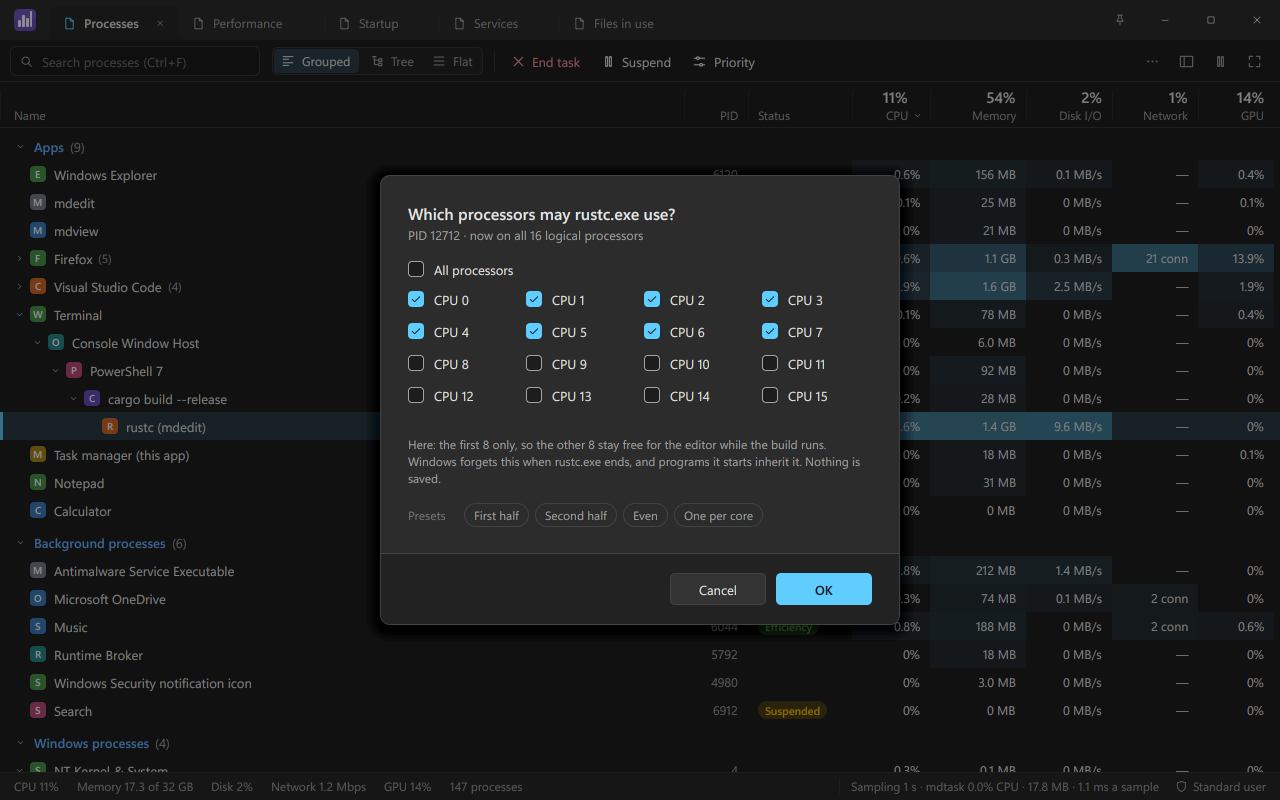 Processes
Performance
Startup
Services
Files in use
Search processes (Ctrl+F)
Grouped
Tree
Flat
End task
Suspend
Priority
Name PID Status 11% CPU 54% Memory 2% Disk I/O 1% Network 14% GPU
Apps (9)
E Windows Explorer 0.6% 156 MB 0.1 MB/s — 0.4%
M mdedit 0.1% 25 MB 0 MB/s — 0.1%
M mdview 0% 21 MB 0 MB/s — 0%
F Firefox (5) 1.1 GB 0.3 MB/s 21 conn 13.9%
C Visual Studio Code (4) 1.6 GB 2.5 MB/s — 1.9%
W Terminal 0.1% 78 MB 0 MB/s — 0.4%
O Console Window Host 0% 6.0 MB 0 MB/s — 0%
P PowerShell 7 0% 92 MB 0 MB/s — 0%
C cargo build --release 28 MB 0 MB/s — 0%
R rustc (mdedit) 1.4 GB 9.6 MB/s — 0%
M Task manager (this app) 0% 18 MB 0 MB/s — 0.1%
N Notepad 0% 31 MB 0 MB/s — 0%
C Calculator 0% 0 MB 0 MB/s — 0%
Background processes (6)
M Antimalware Service Executable 212 MB 1.4 MB/s — 0%
O Microsoft OneDrive 74 MB 0.1 MB/s 2 conn 0%
S Music 6044 Efficiency 0.8% 188 MB 0 MB/s 2 conn 0.6%
R Runtime Broker 5792 0% 18 MB 0 MB/s — 0%
S Windows Security notification icon 4980 0% 3.0 MB 0 MB/s — 0%
S Search 6912 Suspended 0% 0 MB 0 MB/s — 0%
Windows processes (4)
S NT Kernel & System 4 0.3% 0.1 MB 0 MB/s — 0%
Which processors may rustc.exe use?
PID 12712 · now on all 16 logical processors
All processors
CPU 0 CPU 1 CPU 2 CPU 3
CPU 4 CPU 5 CPU 6 CPU 7
CPU 8 CPU 9 CPU 10 CPU 11
CPU 12 CPU 13 CPU 14 CPU 15
Here: the first 8 only, so the other 8 stay free for the editor while the build runs.
Windows forgets this when rustc.exe ends, and programs it starts inherit it. Nothing is
saved.
Presets First half Second half Even One per core
Cancel OK
CPU 11% Memory 17.3 of 32 GB Disk 2% Network 1.2 Mbps GPU 14% 147 processes
Sampling 1 s · mdtask 0.0% CPU · 17.8 MB · 1.1 ms a sample Standard user